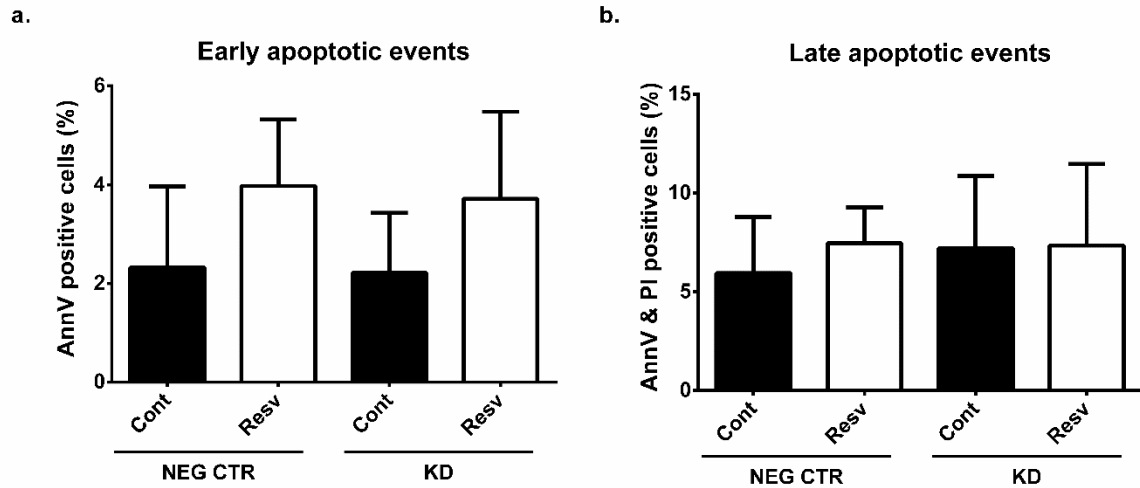 a.
Early apoptotic events
AnnV positive cells (%)
6
4
2
0
Cont
Resv
Cont
Resv
NEG CTR
KD
b.
Late apoptotic events
AnnV & PI positive cells (%)
15
10
5
0
Cont
Resv
Cont
Resv
NEG CTR
KD